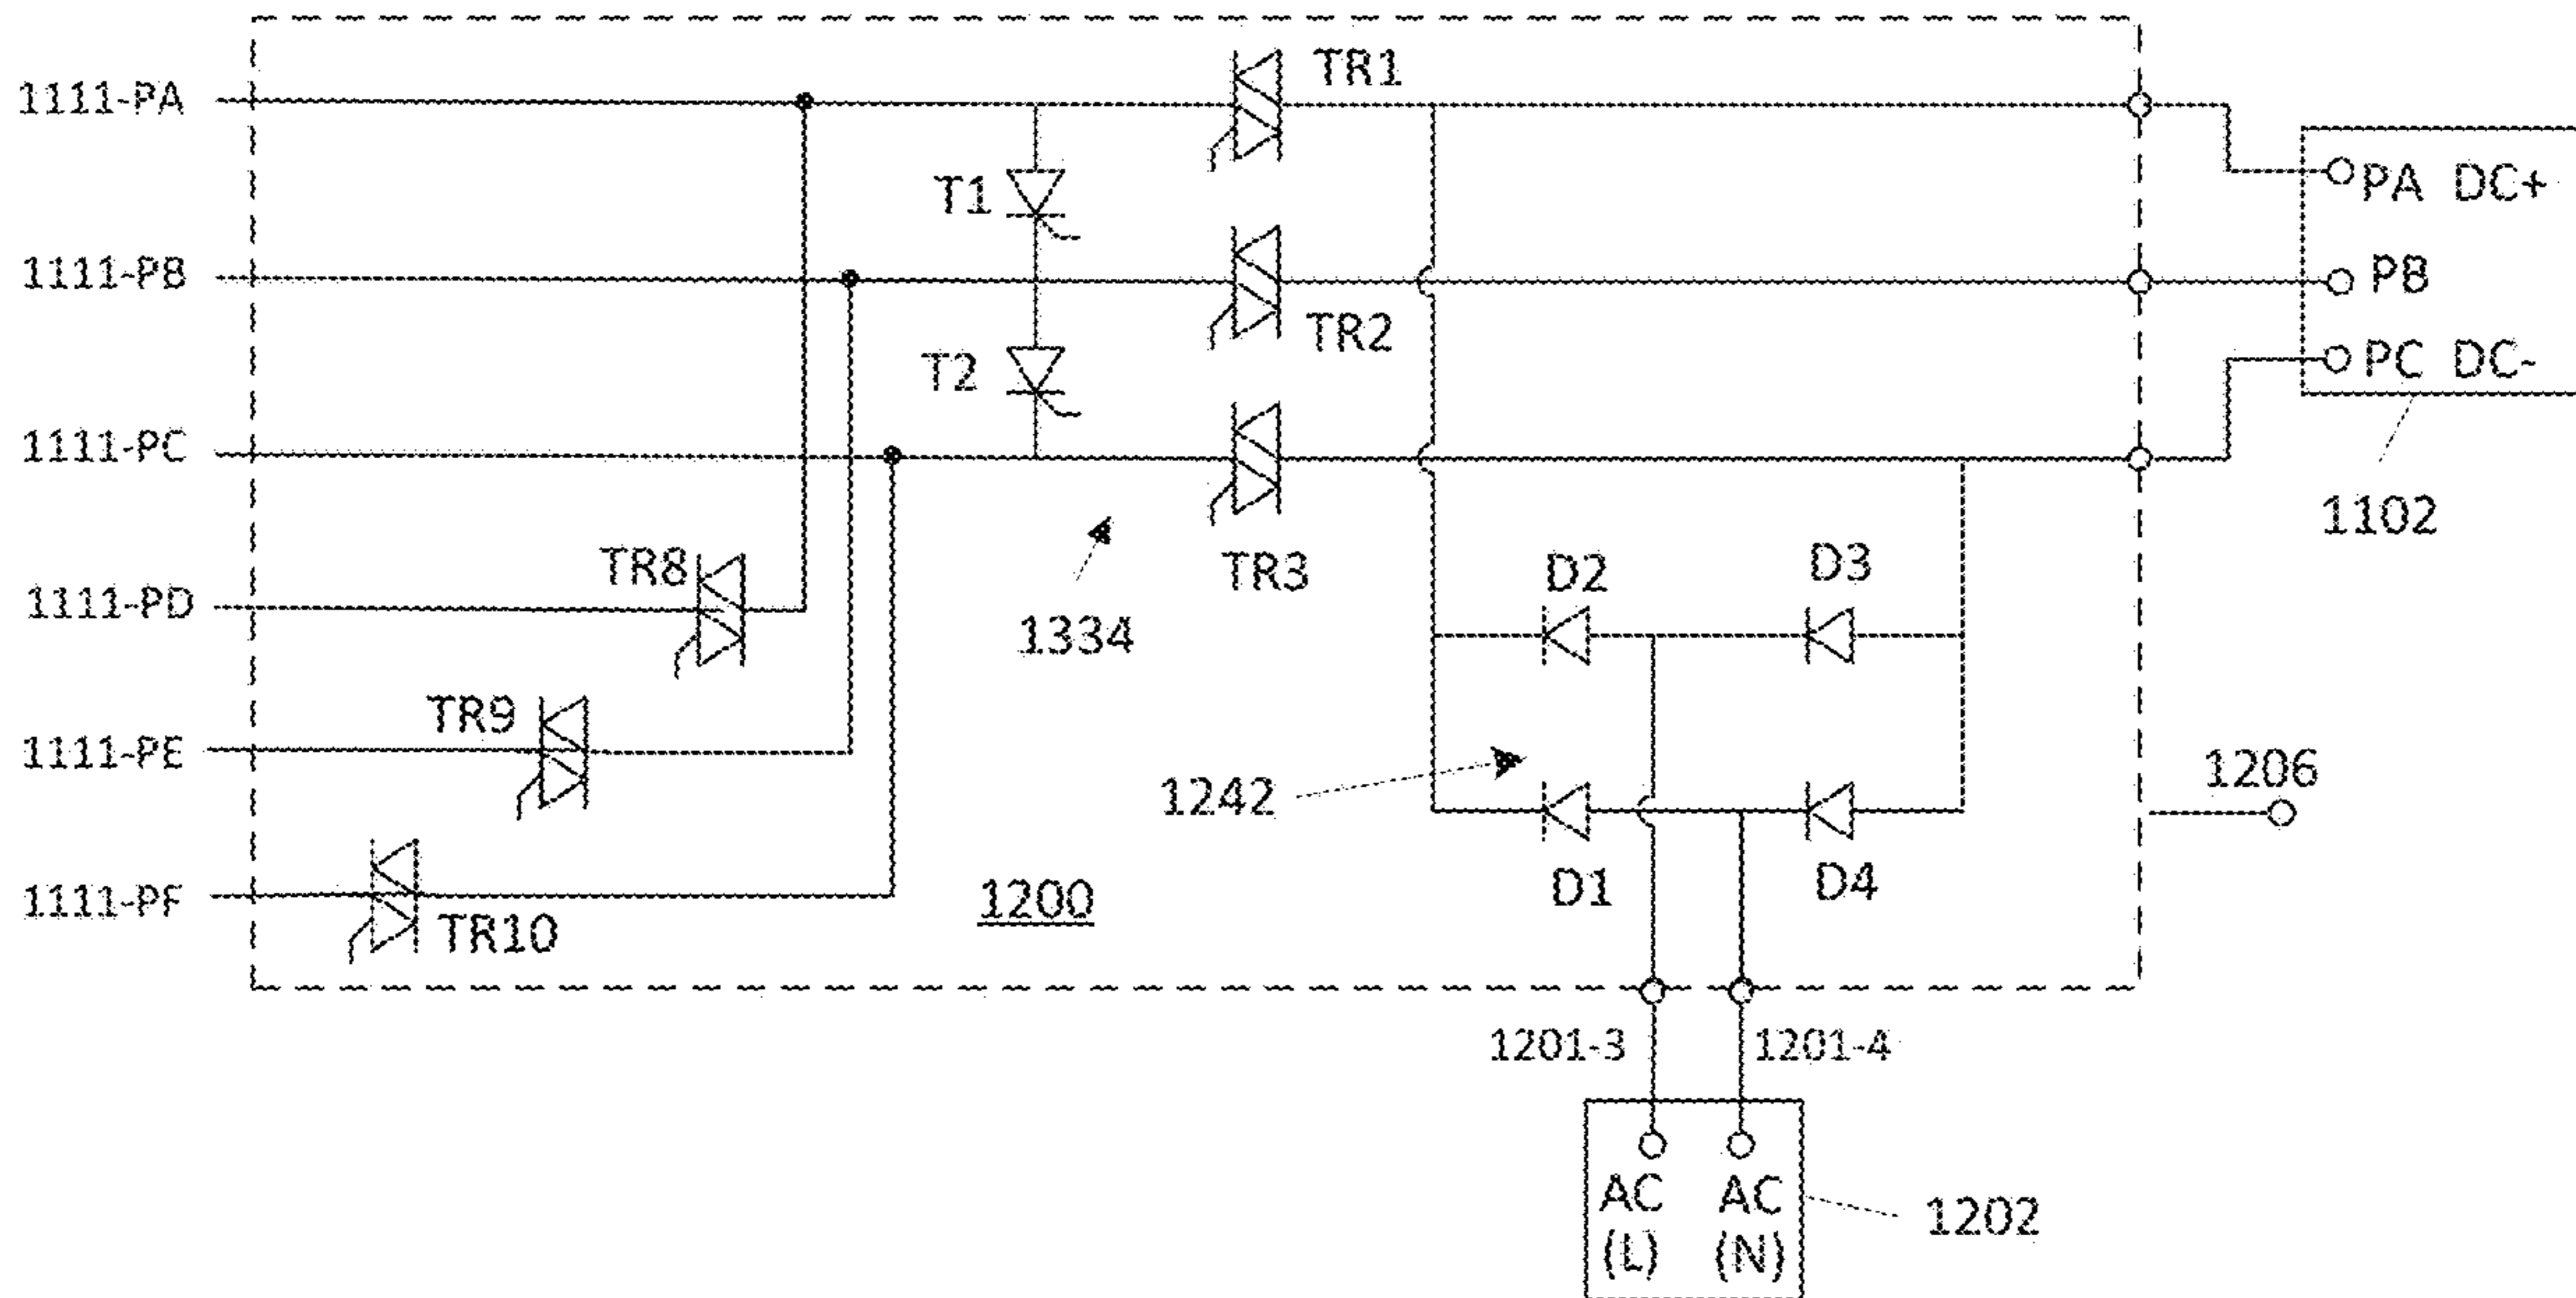 TR1
1111-PA
PA DC+
T1
1111-PB
PB
TR2
T2
PC DC-
1111-PC
1102
TR8
TR3
D2
D3
1111-PD
1334
TR9
1111-PE
1242
1206
1111-PF
TR10
1200
D1
D4
1201-3
1201-4
AC
(L)
AC
(N)
1202